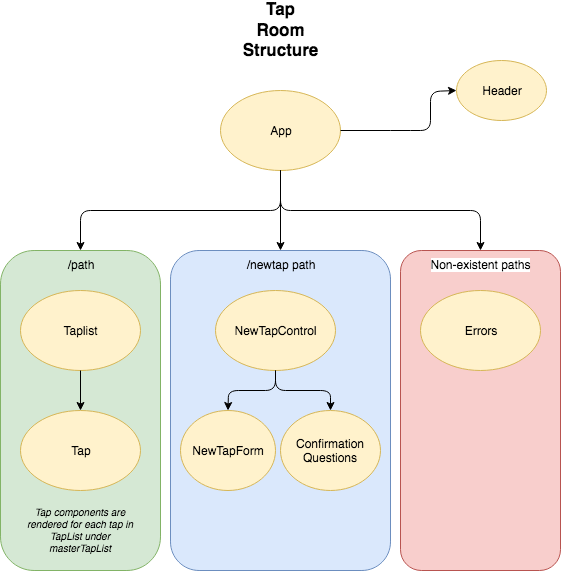 Tap
Room
Structure
Header
App
/path
/newtap path
Non-existent paths
Taplist
NewTapControl
Errors
Tap
NewTapForm
Confirmation
Questions
Tap components are
rendered for each tap in
TapList under
masterTapList